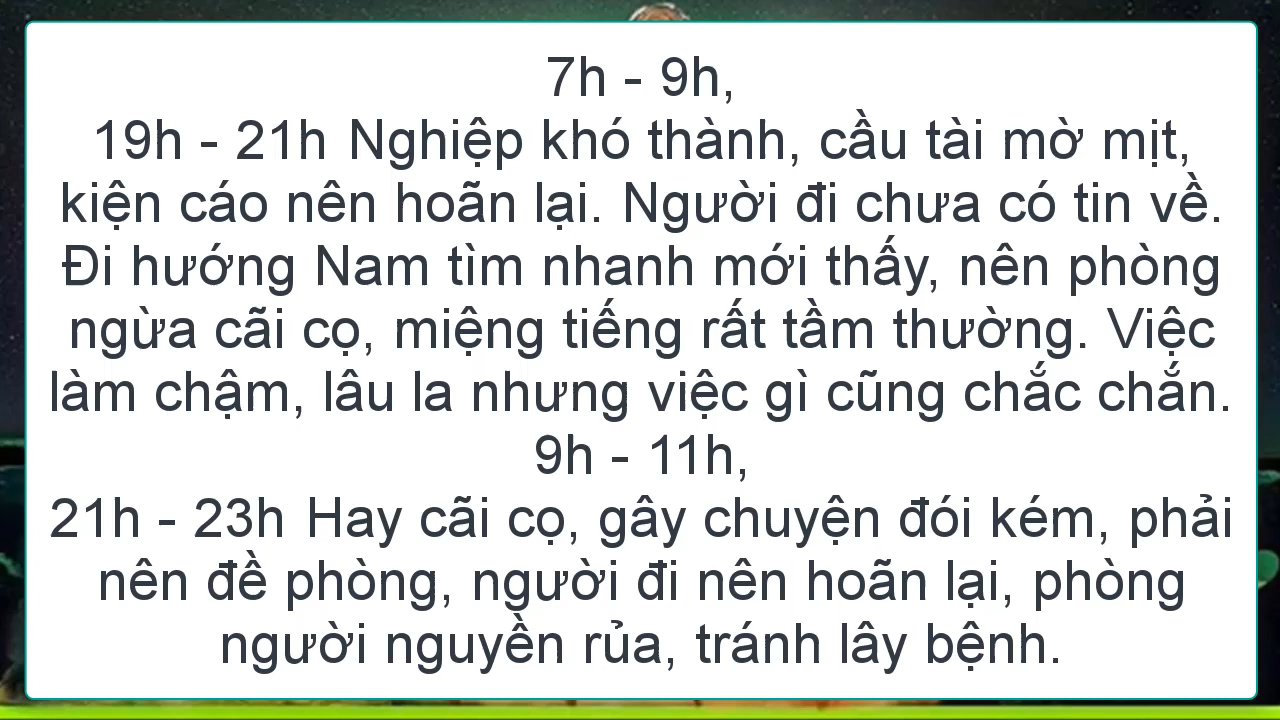 7h - 9h,
19h - 21h Nghiệp khó thành, cầu tài mờ mịt,
kiện cáo nên hoãn lại. Người đi chưa có tin về.
Đi hướng Nam tìm nhanh mới thấy, nên phòng
ngừa cãi cọ, miệng tiếng rất tầm thường. Việc
làm chậm, lâu la nhưng việc gì cũng chắc chắn.
9h - 11h,
21h - 23h Hay cãi cọ, gây chuyện đói kém, phải
nên đề phòng, người đi nên hoãn lại, phòng
người nguyền rủa, tránh lây bệnh.